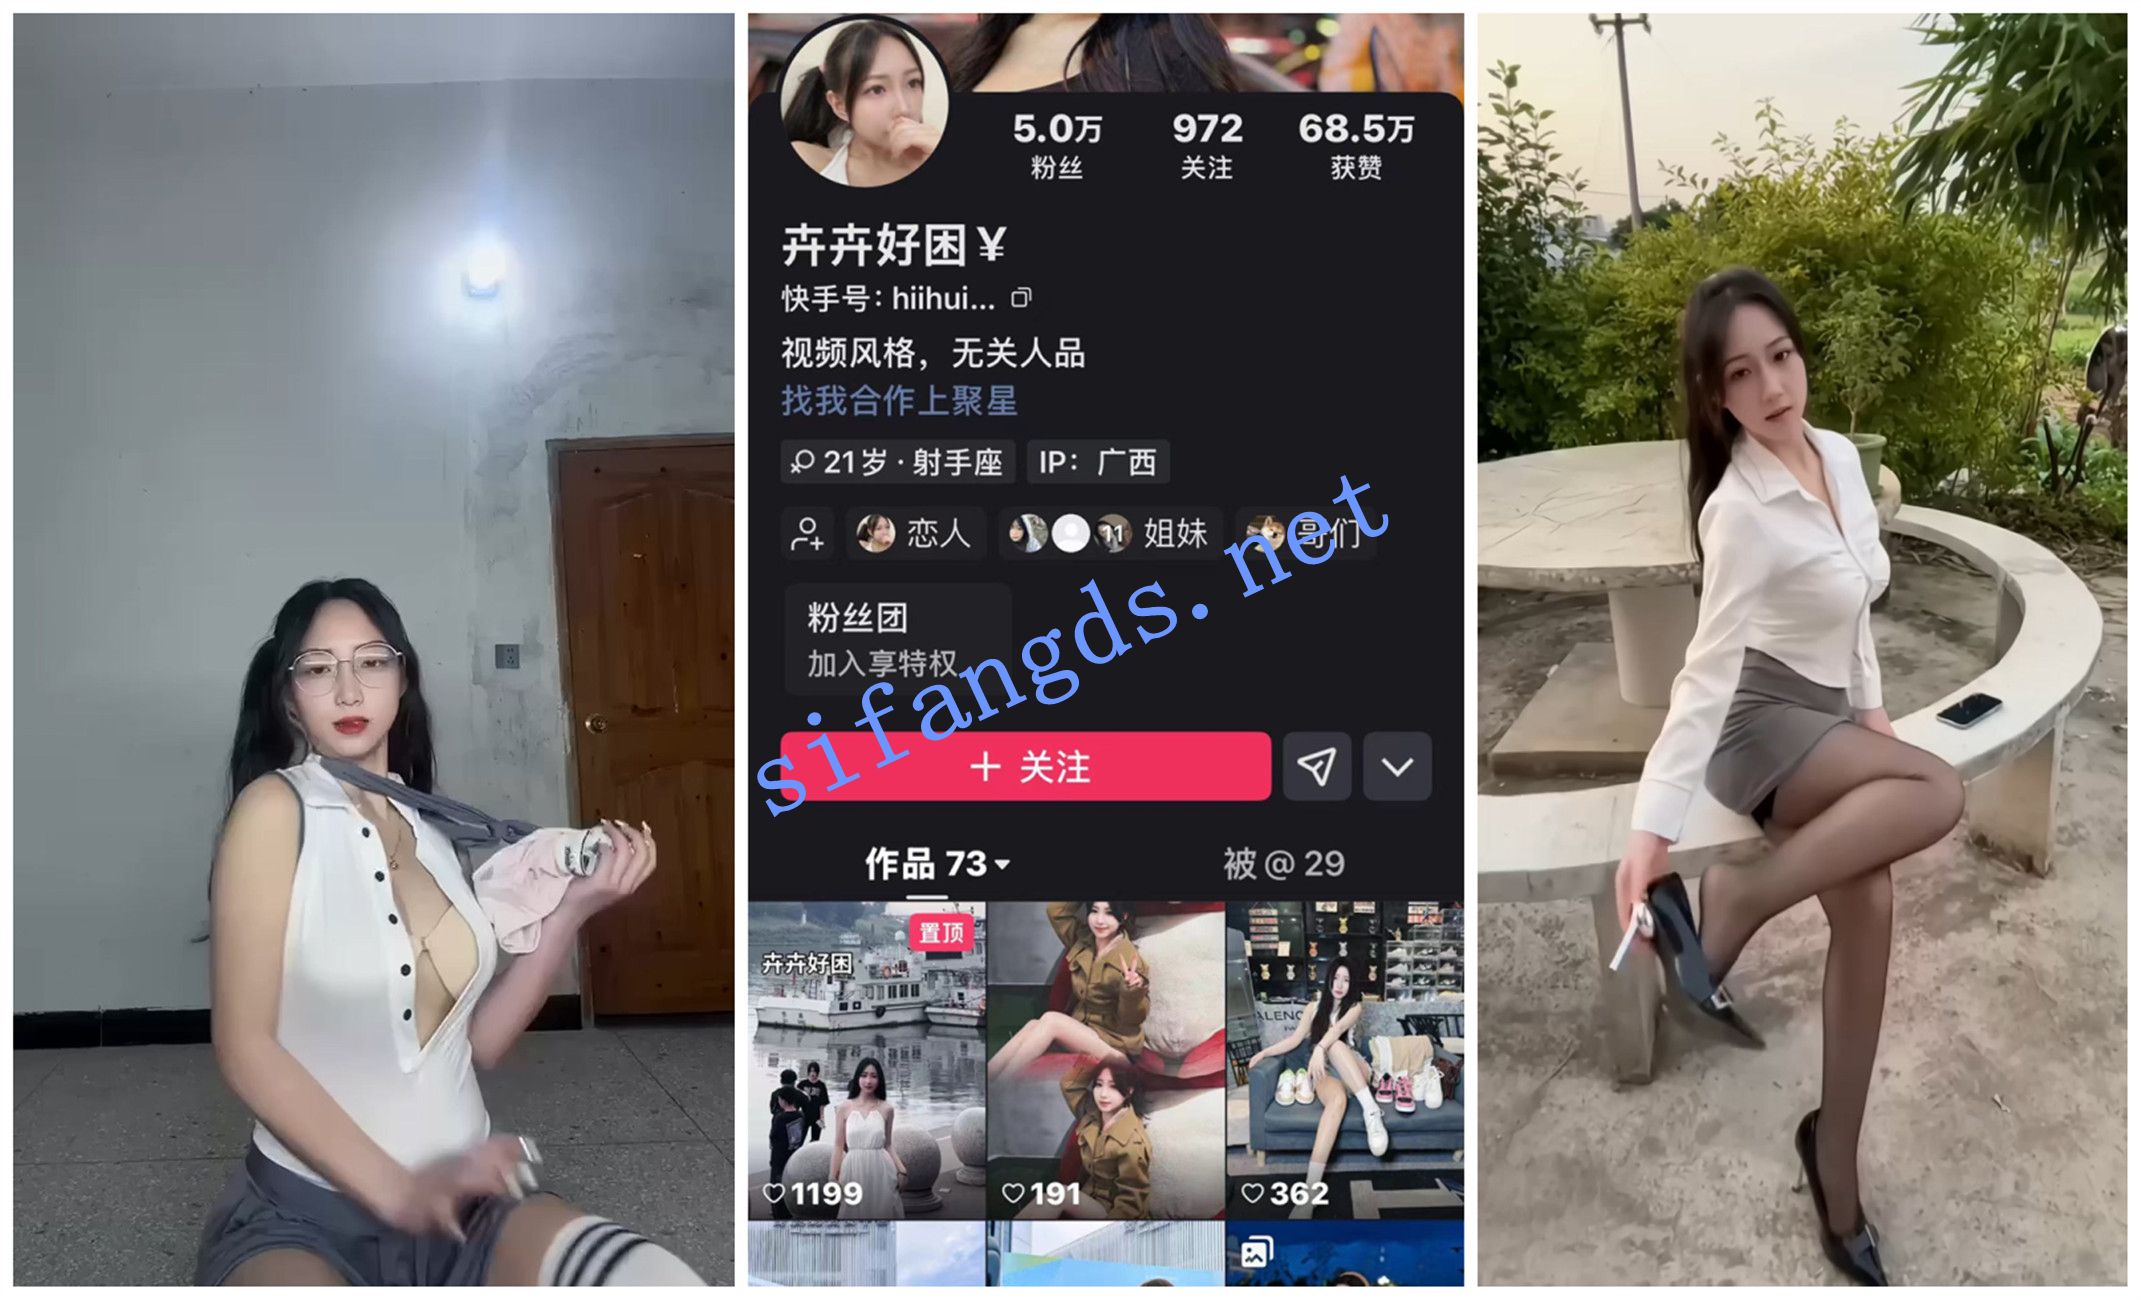 5.0万 972 68.5万
粉丝 关注 获赞
卉卉好困￥
快手号：hiihui...
视频风格，无关人品
找我合作上聚星
21岁·射手座 IP：广西
恋人 11 姐妹 哥们
粉丝团
加入享特权
sifangds.net
＋ 关注
作品 73 被@29
置顶
卉卉好困
1199 191 362